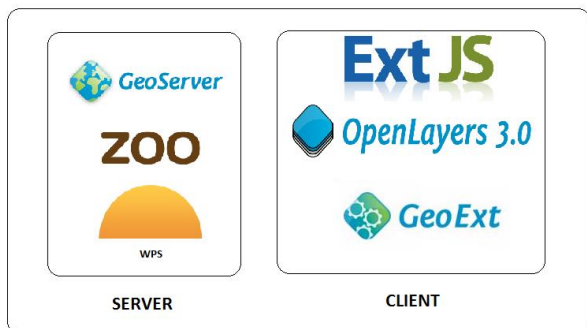 GeoServer
ZOO
WPS
SERVER
Ext JS
OpenLayers 3.0
GeoExt
CLIENT